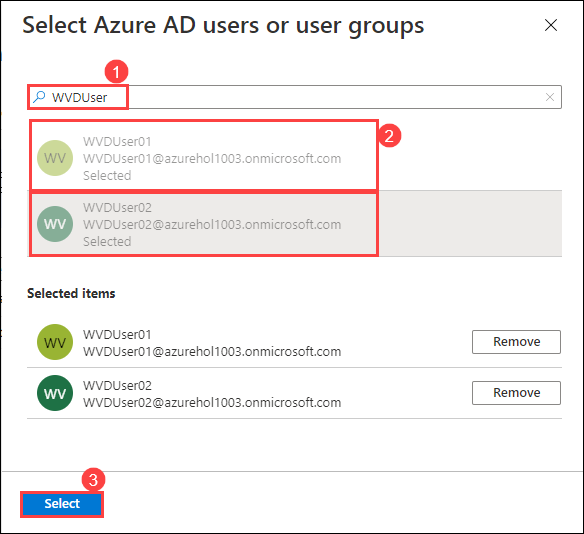 Select Azure AD users or user groups
1
WVDUser
2
WV
WVDUser01
WVDUser01@azurehol1003.onmicrosoft.com
Selected
WV
WVDUser02
WVDUser02@azurehol1003.onmicrosoft.com
Selected
Selected items
WV
WVDUser01
WVDUser01@azurehol1003.onmicrosoft.com
Remove
WV
WVDUser02
WVDUser02@azurehol1003.onmicrosoft.com
Remove
3
Select